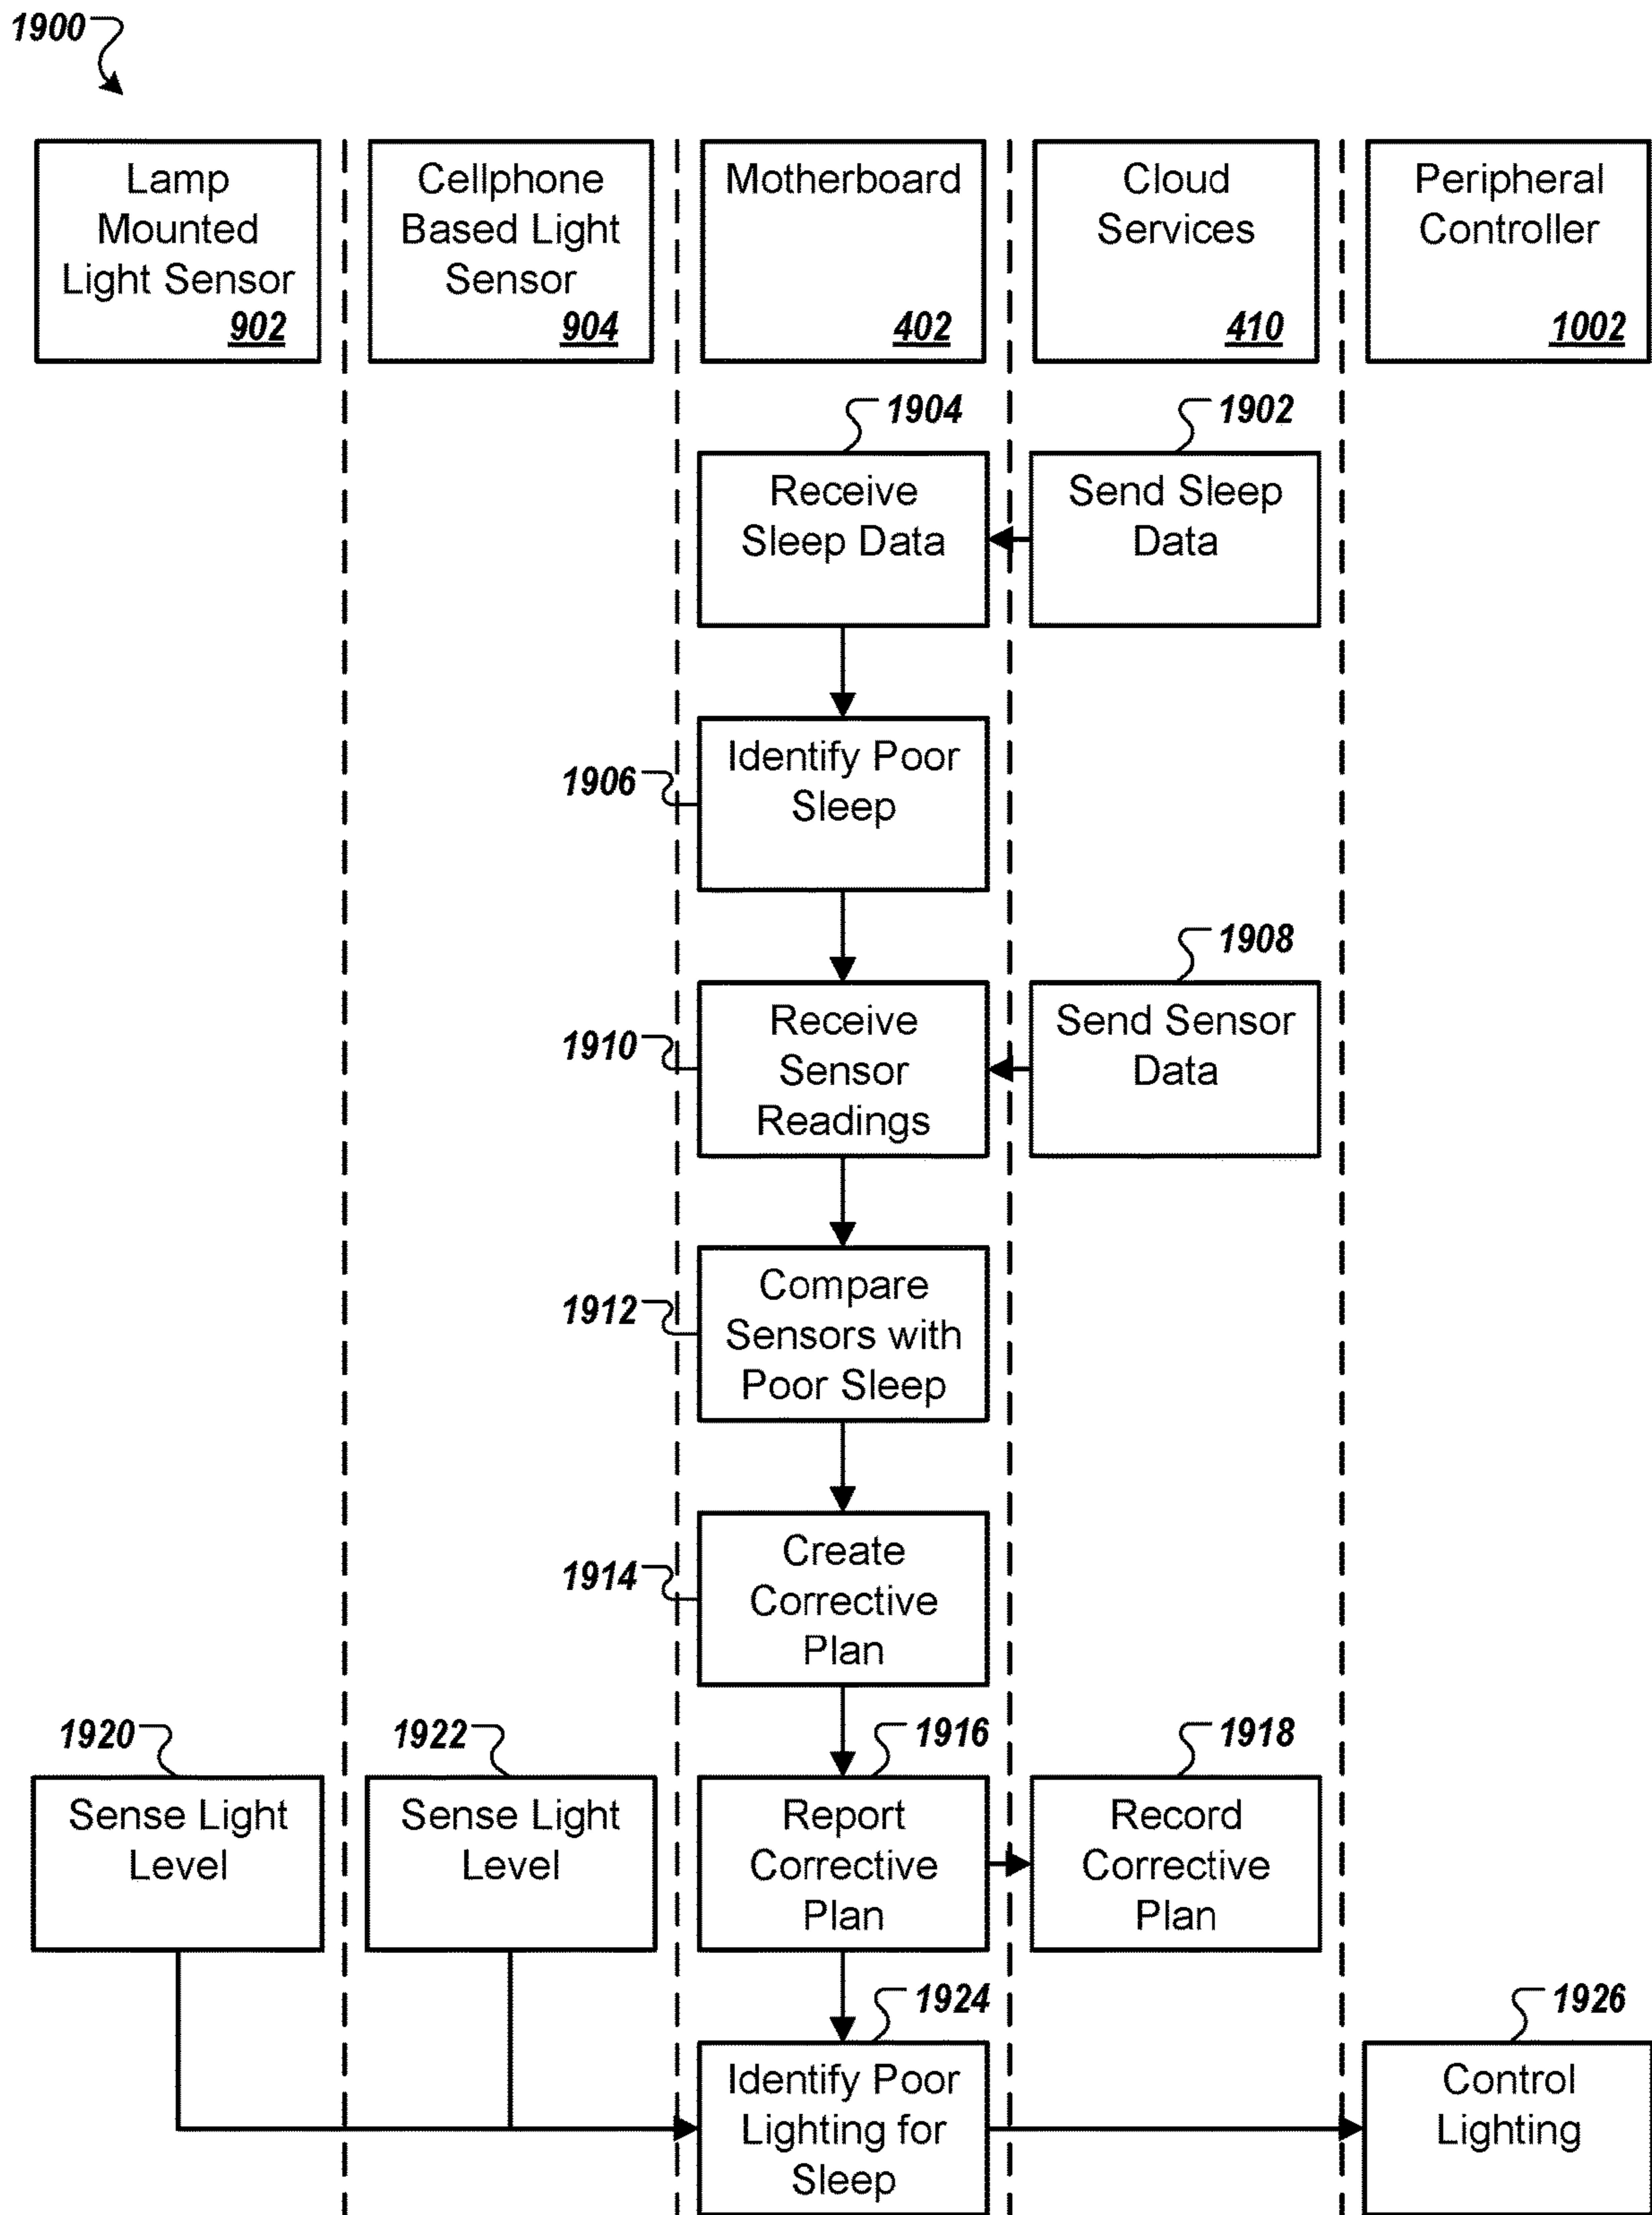 1900
Lamp
Mounted
Light Sensor
902
Cellphone
Based Light
Sensor
904
Motherboard
402
Cloud
Services
410
Peripheral
Controller
1002
1904
Receive
Sleep Data
1902
Send Sleep
Data
1906
Identify Poor
Sleep
1908
1910
Receive
Sensor
Readings
Send Sensor
Data
1912
Compare
Sensors with
Poor Sleep
1914
Create
Corrective
Plan
1920
Sense Light
Level
1922
Sense Light
Level
1916
Report
Corrective
Plan
1918
Record
Corrective
Plan
1924
Identify Poor
Lighting for
Sleep
1926
Control
Lighting